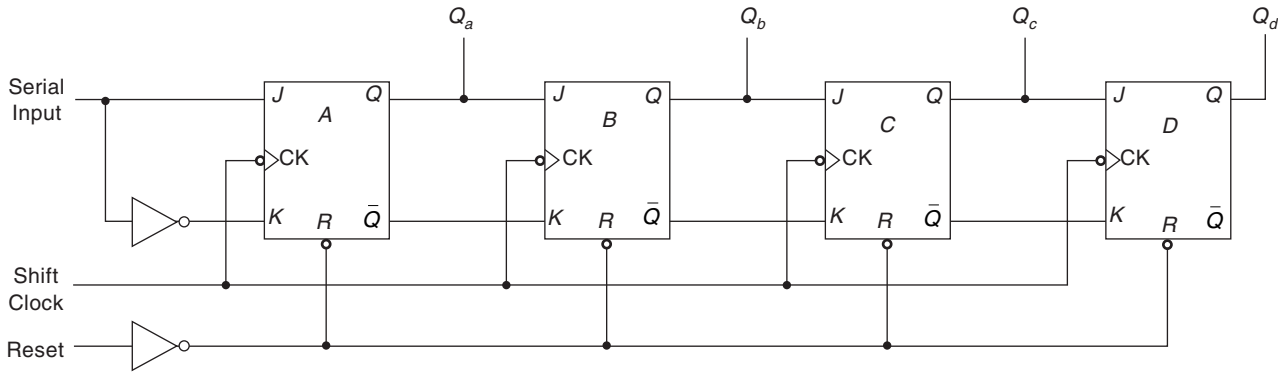 Qa Qb Qc Qd
Serial Input
J Q A
J Q B
J Q C
J Q D
CK CK CK CK
K R Q̄
K R Q̄
K R Q̄
K R Q̄
Shift Clock
Reset